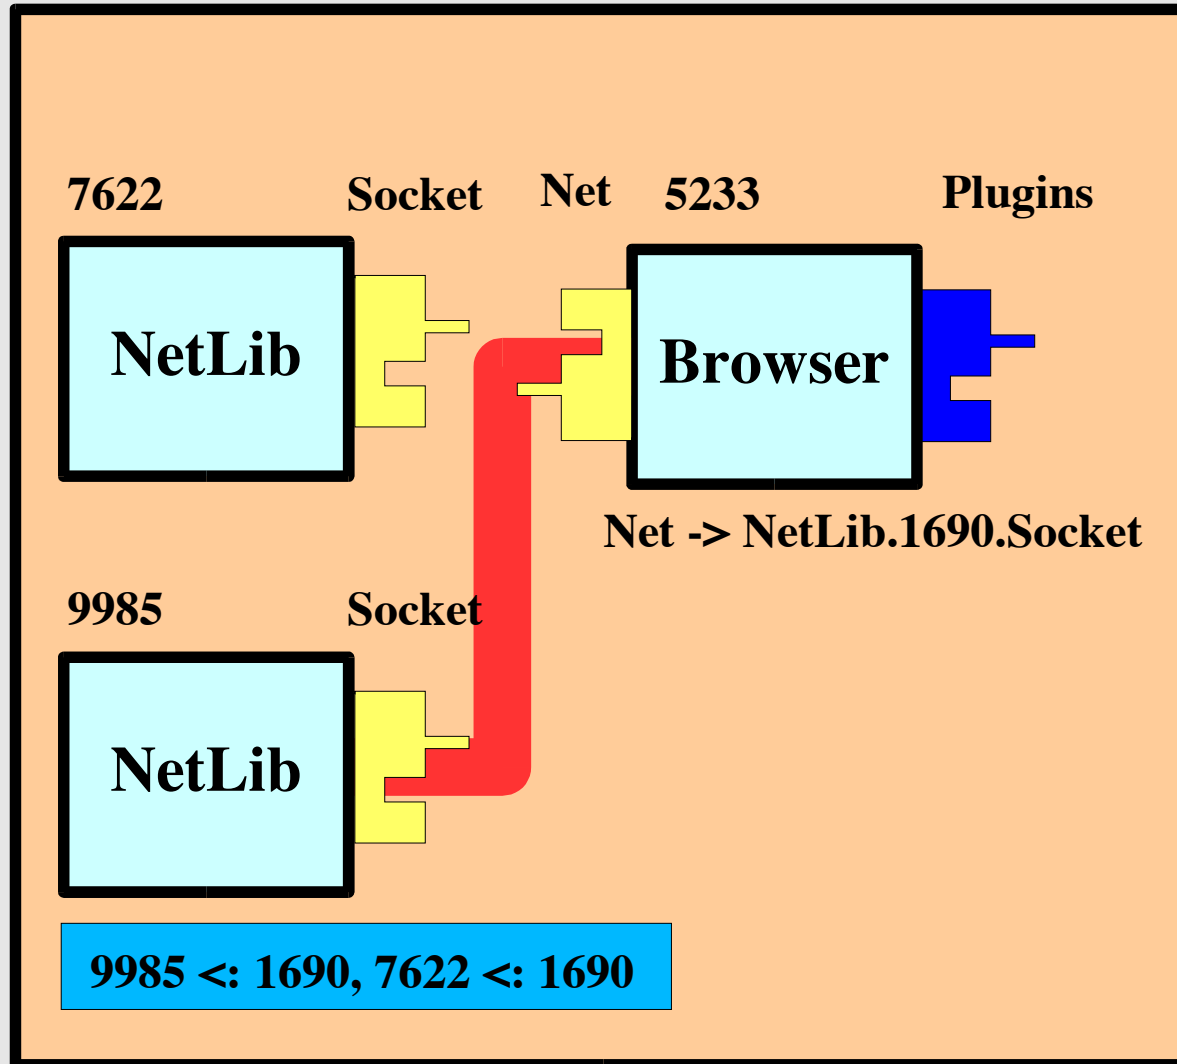 7622 Socket Net 5233 Plugins
NetLib Browser
Net -> NetLib.1690.Socket
9985 Socket
NetLib
9985 <: 1690, 7622 <: 1690